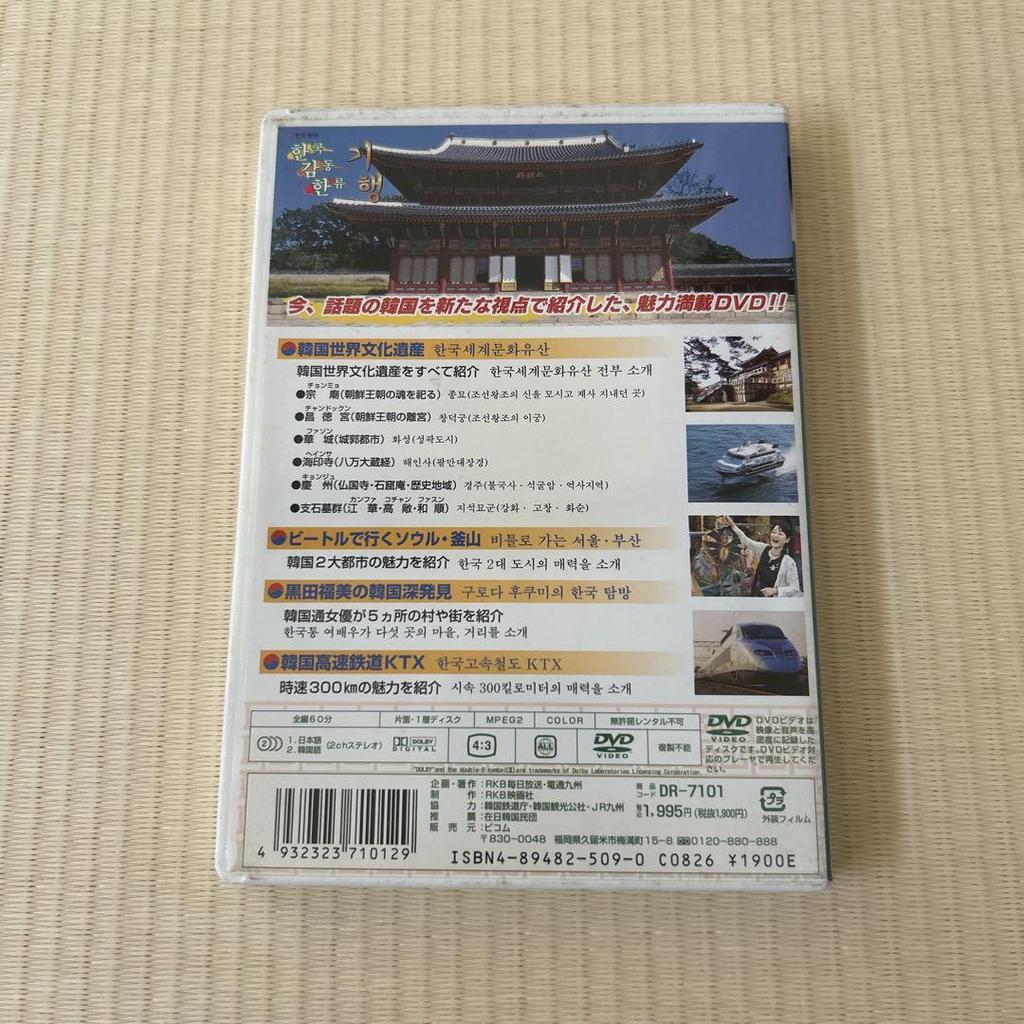 한국
감동
한류
기행
仁政殿
今、話題の韓国を新たな視点で紹介した、魅力満載DVD!!
韓国世界文化遺産 한국세계문화유산
韓国世界文化遺産をすべて紹介 한국세계문화유산 전부 소개
チョンミョ
●宗 廟(朝鮮王朝の魂を祀る) 종묘(조선왕조의 신을 모시고 제사 지내던 곳)
チャンドックン
●昌 徳 宮(朝鮮王朝の離宮) 창덕궁(조선왕조의 이궁)
ファソン
●華 城(城郭都市) 화성(성곽도시)
ヘインサ
●海印寺(八万大蔵経) 해인사(팔만대장경)
キョンジュ
●慶 州(仏国寺・石窟庵・歴史地域) 경주(불국사・석굴암・역사지역)
カンファ コチャン ファスン
●支石墓群(江 華・高 敞・和 順) 지석묘군(강화・고창・화순)
ビートルで行くソウル・釜山 비틀로 가는 서울・부산
韓国2大都市の魅力を紹介 한국 2대 도시의 매력을 소개
黒田福美の韓国深発見 구로다 후쿠미의 한국 탐방
韓国通女優が5ヵ所の村や街を紹介
한국통 여배우가 다섯 곳의 마을, 거리를 소개
韓国高速鉄道KTX 한국고속철도 KTX
時速300kmの魅力を紹介 시속 300킬로미터의 매력을 소개
全編60分 片面・1層ディスク MPEG2 COLOR 無許諾レンタル不可
2 1.日本語 2.韓国語 (2chステレオ) DOLBY DIGITAL 4:3 ALL DVD VIDEO 複製不能
DVD VIDEO DVDビデオは
映像と音声を高
密度に記録した
ディスクです。DVDビデオ対
応のプレーヤで再生してくだ
さい。
"DOLBY"and the double-D symbol are trademarks of Dolby Laboratories Licensing Corporation.
企画・著作:RKB毎日放送・電通九州
制 作:RKB映画社
協 力:韓国鉄道庁・韓国観光公社・JR九州
推 薦:在日韓国民団
販 売 元:ビコム
〒830-0048 福岡県久留米市梅満町15-8 0120-880-888
商品コード DR-7101
税込1,995円(税抜1,900円)
プラ
外装フィルム
4 932323 710129
ISBN4-89482-509-0 C0826 ¥1900E